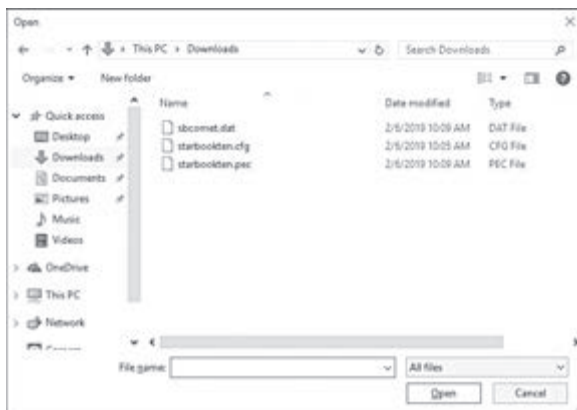 Open
This PC › Downloads
Search Downloads
Organize
New folder
Name
Date modified
Type
Quick access
Desktop
Downloads
Documents
Pictures
Music
Videos
OneDrive
This PC
Network
sbcomet.dat 2/6/2019 10:09 AM DAT File
starbookten.cfg 2/6/2019 10:05 AM CFG File
starbookten.pec 2/6/2019 10:09 AM PEC File
File name:
All files
Open
Cancel